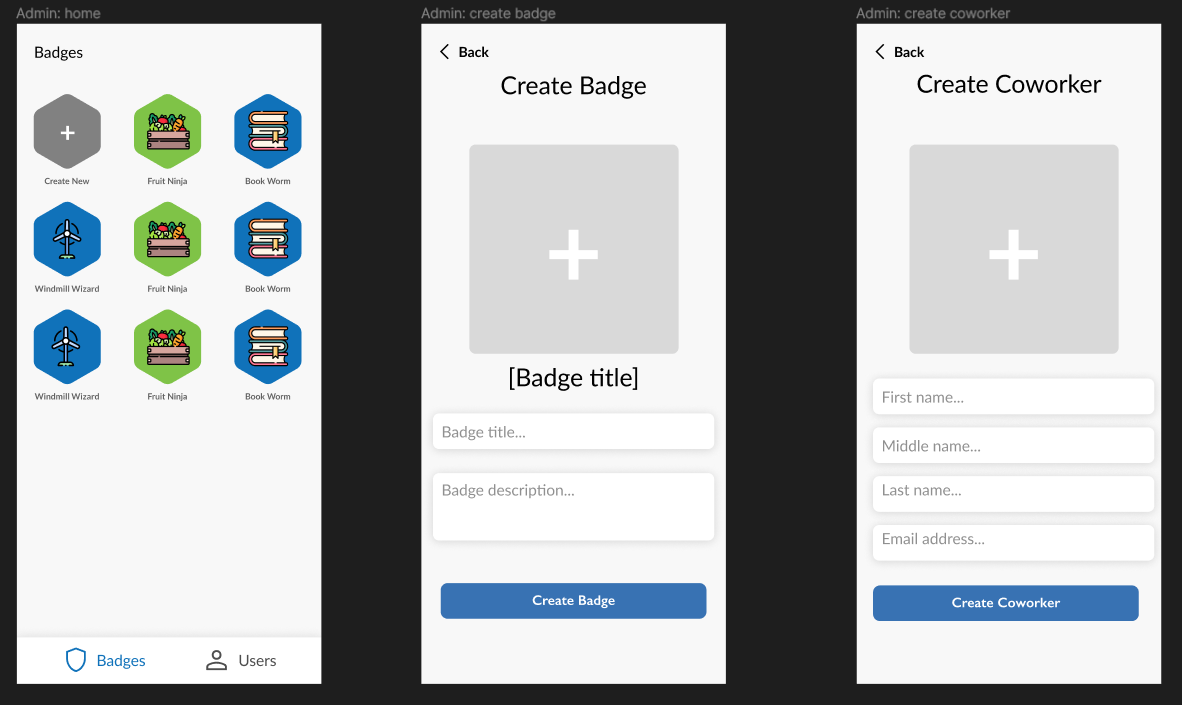 Admin: home
Badges
Create New
Fruit Ninja
Book Worm
Windmill Wizard
Fruit Ninja
Book Worm
Windmill Wizard
Fruit Ninja
Book Worm
Badges
Users
Admin: create badge
Back
Create Badge
[Badge title]
Badge title...
Badge description...
Create Badge
Admin: create coworker
Back
Create Coworker
First name...
Middle name...
Last name...
Email address...
Create Coworker